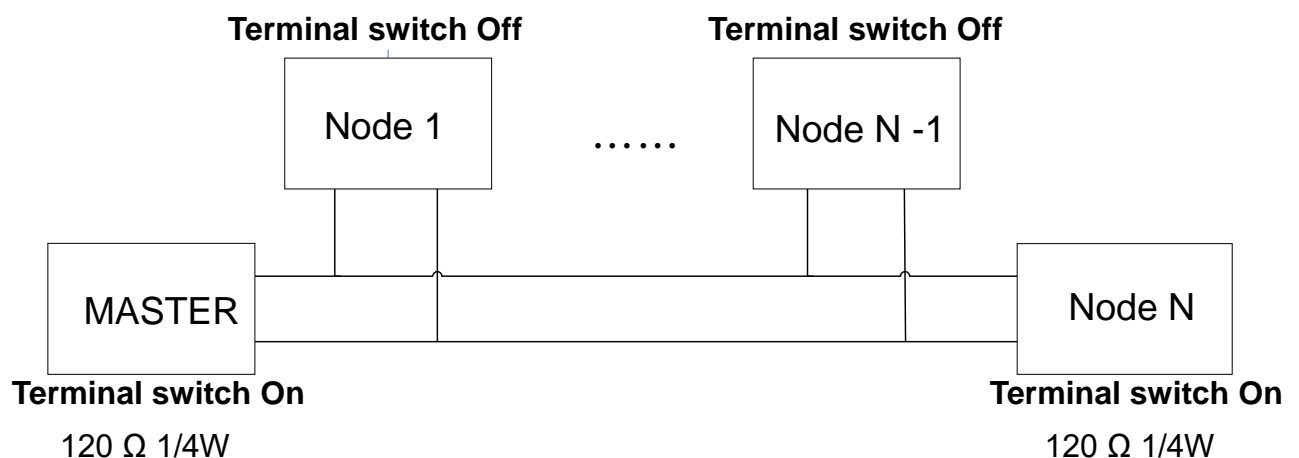 Terminal switch Off
Terminal switch Off
Node 1
......
Node N -1
MASTER
Node N
Terminal switch On
Terminal switch On
120 Ω 1/4W
120 Ω 1/4W